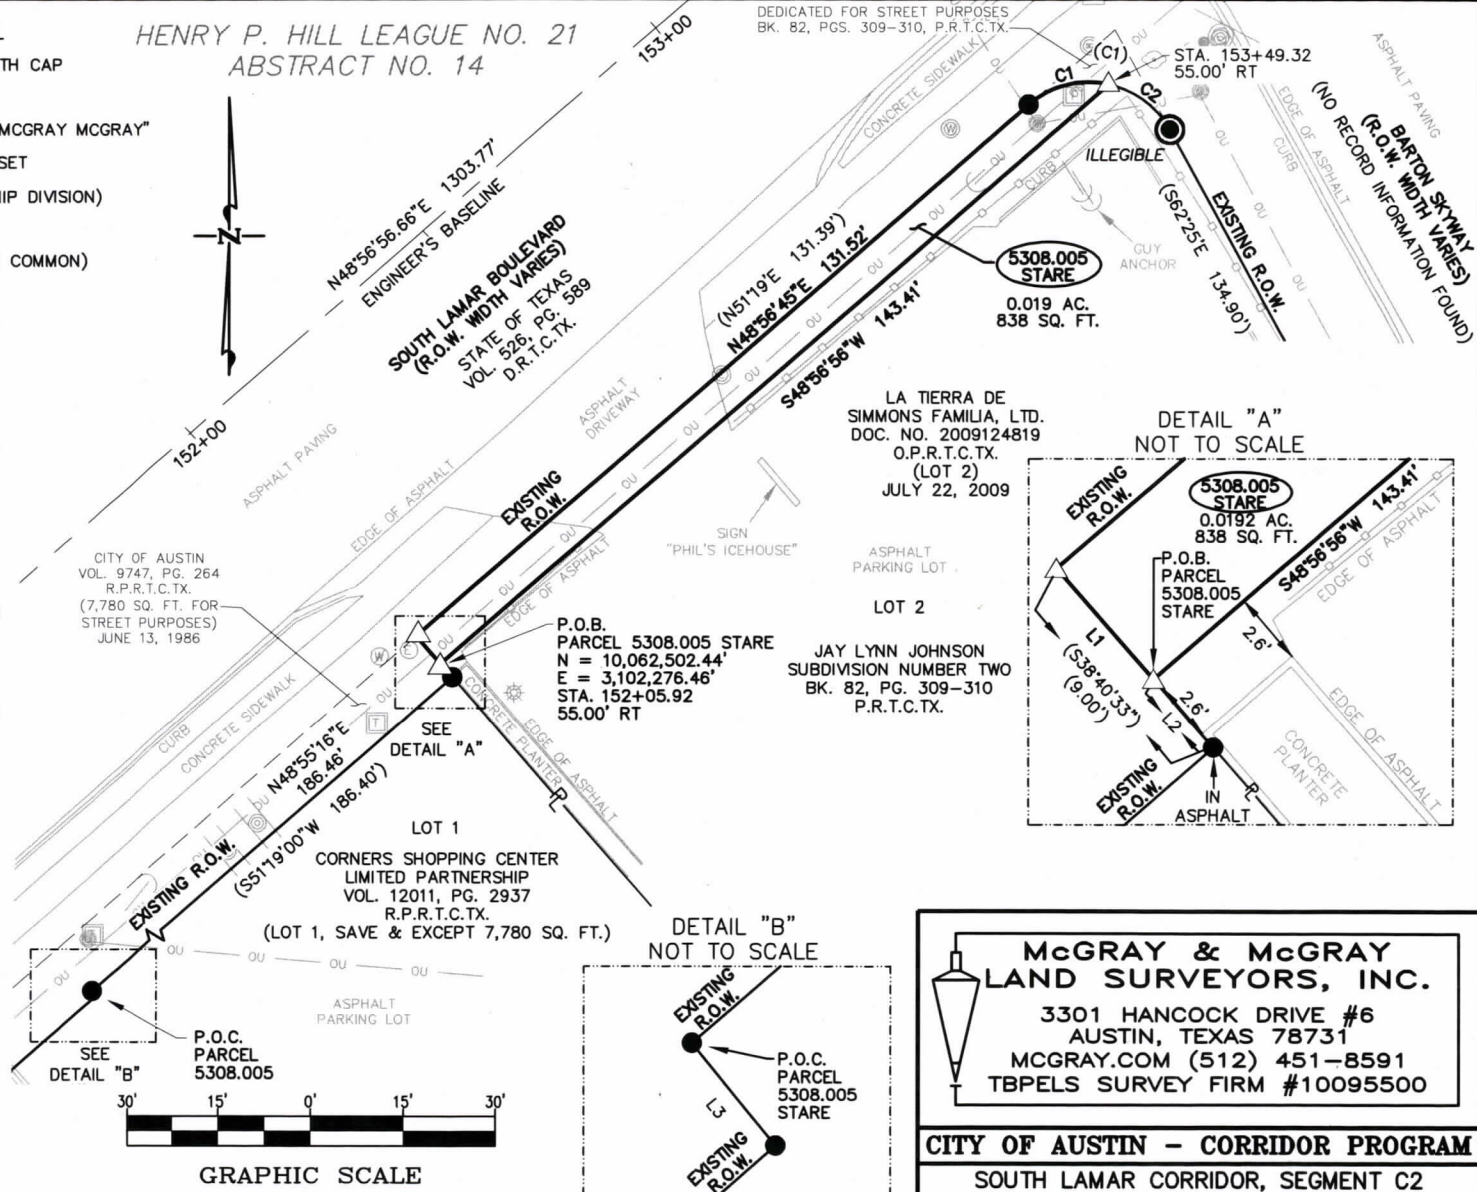 TH CAP
MCGRAY MCGRAY"
SET
IP DIVISION)
COMMON)
HENRY P. HILL LEAGUE NO. 21
ABSTRACT NO. 14
N
153+00
152+00
N48°56'56.66"E 1303.77'
ENGINEER'S BASELINE
SOUTH LAMAR BOULEVARD
(R.O.W. WIDTH VARIES)
STATE OF TEXAS
VOL. 526, PG. 589
D.R.T.C.TX.
DEDICATED FOR STREET PURPOSES
BK. 82, PGS. 309-310, P.R.T.C.TX.
CONCRETE SIDEWALK
C1
(C1)
C2
STA. 153+49.32
55.00' RT
ILLEGIBLE
CURB
EDGE OF ASPHALT
CURB
EDGE OF ASPHALT
ASPHALT PAVING
BARTON SKYWAY
(R.O.W. WIDTH VARIES)
(NO RECORD INFORMATION FOUND)
EXISTING R.O.W.
(S62°25'E 134.90')
GUY
ANCHOR
OU
(N51°19'E 131.39')
N48°56'45"E 131.52'
S48°56'56"W 143.41'
5308.005
STARE
0.019 AC.
838 SQ. FT.
ASPHALT
DRIVEWAY
ASPHALT PAVING
EDGE OF ASPHALT
EXISTING
R.O.W.
EDGE OF ASPHALT
SIGN
"PHIL'S ICEHOUSE"
LA TIERRA DE
SIMMONS FAMILIA, LTD.
DOC. NO. 2009124819
O.P.R.T.C.TX.
(LOT 2)
JULY 22, 2009
ASPHALT
PARKING LOT
LOT 2
JAY LYNN JOHNSON
SUBDIVISION NUMBER TWO
BK. 82, PG. 309-310
P.R.T.C.TX.
CITY OF AUSTIN
VOL. 9747, PG. 264
R.P.R.T.C.TX.
(7,780 SQ. FT. FOR
STREET PURPOSES)
JUNE 13, 1986
P.O.B.
PARCEL 5308.005 STARE
N = 10,062,502.44'
E = 3,102,276.46'
STA. 152+05.92
55.00' RT
W
E
T
SEE
DETAIL "A"
CONCRETE PLANTER
EDGE OF ASPHALT
PL
CURB
CONCRETE SIDEWALK
N48°55'16"E
186.46'
(S51°19'00"W 186.40')
EXISTING R.O.W.
LOT 1
CORNERS SHOPPING CENTER
LIMITED PARTNERSHIP
VOL. 12011, PG. 2937
R.P.R.T.C.TX.
(LOT 1, SAVE & EXCEPT 7,780 SQ. FT.)
OU OU OU OU
ASPHALT
PARKING LOT
SEE
DETAIL "B"
P.O.C.
PARCEL
5308.005
30' 15' 0' 15' 30'
GRAPHIC SCALE
DETAIL "A"
NOT TO SCALE
EXISTING
R.O.W.
5308.005
STARE
0.0192 AC.
838 SQ. FT.
S48°56'56"W 143.41'
EDGE OF ASPHALT
P.O.B.
PARCEL
5308.005
STARE
2.6'
L1
(S38°40'33")
(9.00')
2.6'
L2
EXISTING
R.O.W.
IN
ASPHALT
PL
CONCRETE
PLANTER
EDGE OF ASPHALT
DETAIL "B"
NOT TO SCALE
EXISTING
R.O.W.
P.O.C.
PARCEL
5308.005
STARE
L3
EXISTING
R.O.W.
McGRAY & McGRAY
LAND SURVEYORS, INC.
3301 HANCOCK DRIVE #6
AUSTIN, TEXAS 78731
MCGRAY.COM (512) 451-8591
TBPELS SURVEY FIRM #10095500
CITY OF AUSTIN - CORRIDOR PROGRAM
SOUTH LAMAR CORRIDOR, SEGMENT C2